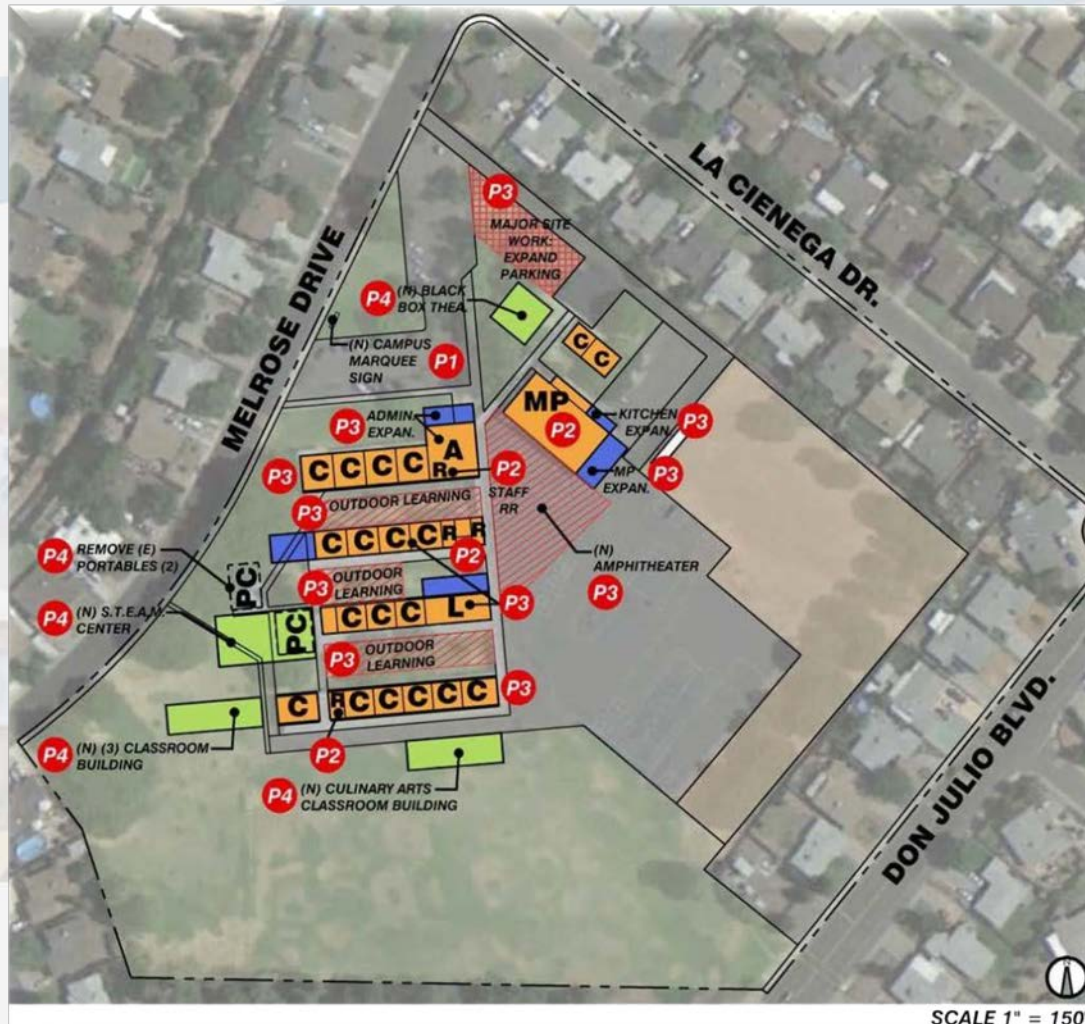 LA CIENEGA DR.
MELROSE DRIVE
DON JULIO BLVD.
P3
MAJOR SITE
WORK:
EXPAND
PARKING
P4 (N) BLACK
BOX THEA.
(N) CAMPUS
MARQUEE
SIGN
P1
C C
MP
P2
KITCHEN
EXPAN.
P3
MP
EXPAN.
P3
P3 ADMIN.
EXPAN.
A
R
P3 C C C C
P2
STAFF
RR
P3 OUTDOOR LEARNING
C C C C R R
P2
(N)
AMPHITHEATER
P3
P4 REMOVE (E)
PORTABLES (2)
PC
P3 OUTDOOR
LEARNING
P4 (N) S.T.E.A.M.
CENTER
PC
C C C L
P3
P3 OUTDOOR
LEARNING
C
R C C C C C
P3
P2
P4 (N) (3) CLASSROOM
BUILDING
P4 (N) CULINARY ARTS
CLASSROOM BUILDING
N
SCALE 1" = 150